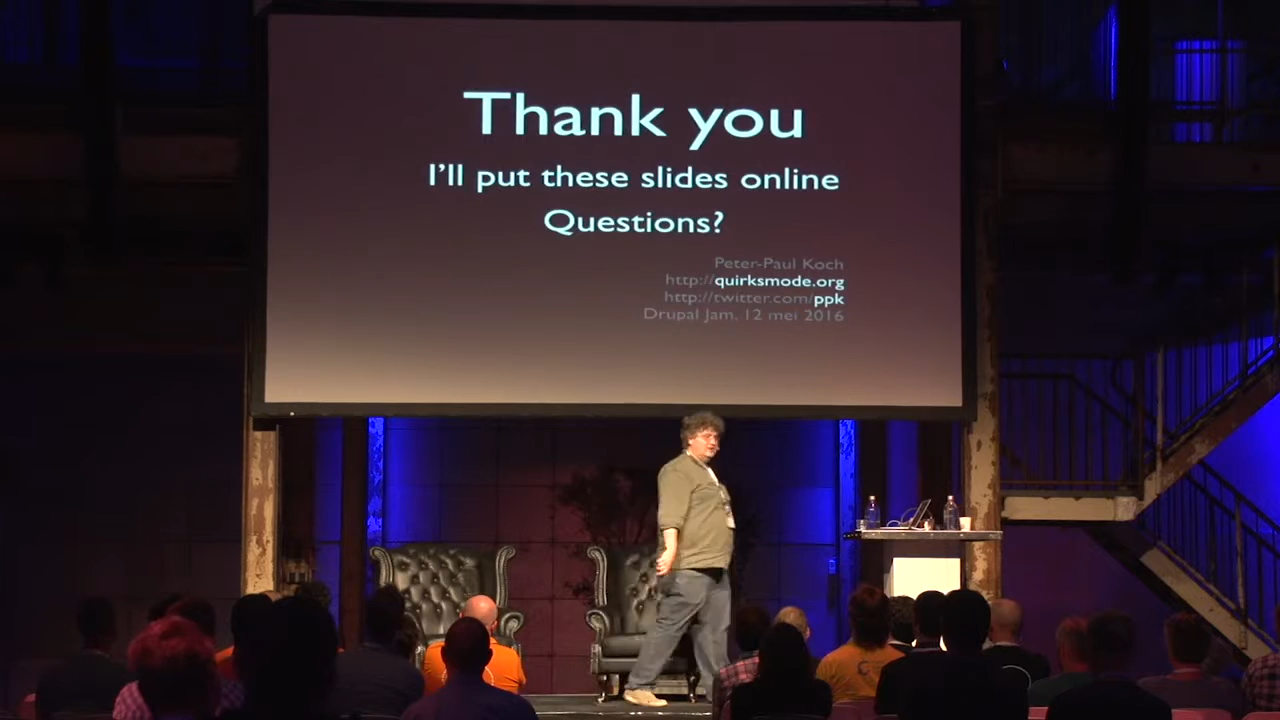 Thank you
I'll put these slides online
Questions?
Peter-Paul Koch
http://quirksmode.org
http://twitter.com/ppk
Drupal Jam, 12 mei 2016